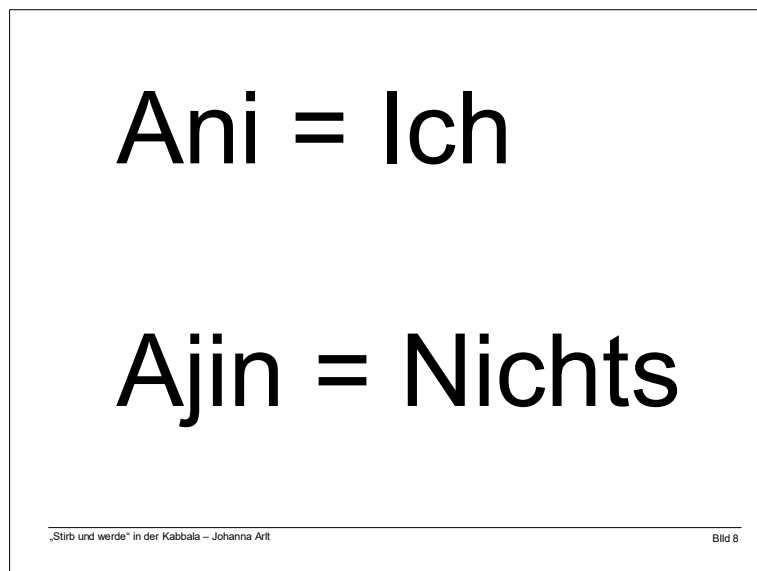 Ani = Ich
Ajin = Nichts
„Stirb und werde“ in der Kabbala – Johanna Arlt
BIld 8